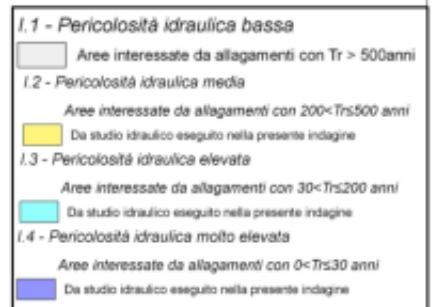 I.1 - Pericolosità idraulica bassa
Aree interessate da allagamenti con Tr > 500anni
I.2 - Pericolosità idraulica media
Aree interessate da allagamenti con 200<Tr≤500 anni
Da studio idraulico eseguito nella presente indagine
I.3 - Pericolosità idraulica elevata
Aree interessate da allagamenti con 30<Tr≤200 anni
Da studio idraulico eseguito nella presente indagine
I.4 - Pericolosità idraulica molto elevata
Aree interessate da allagamenti con 0<Tr≤30 anni
Da studio idraulico eseguito nella presente indagine